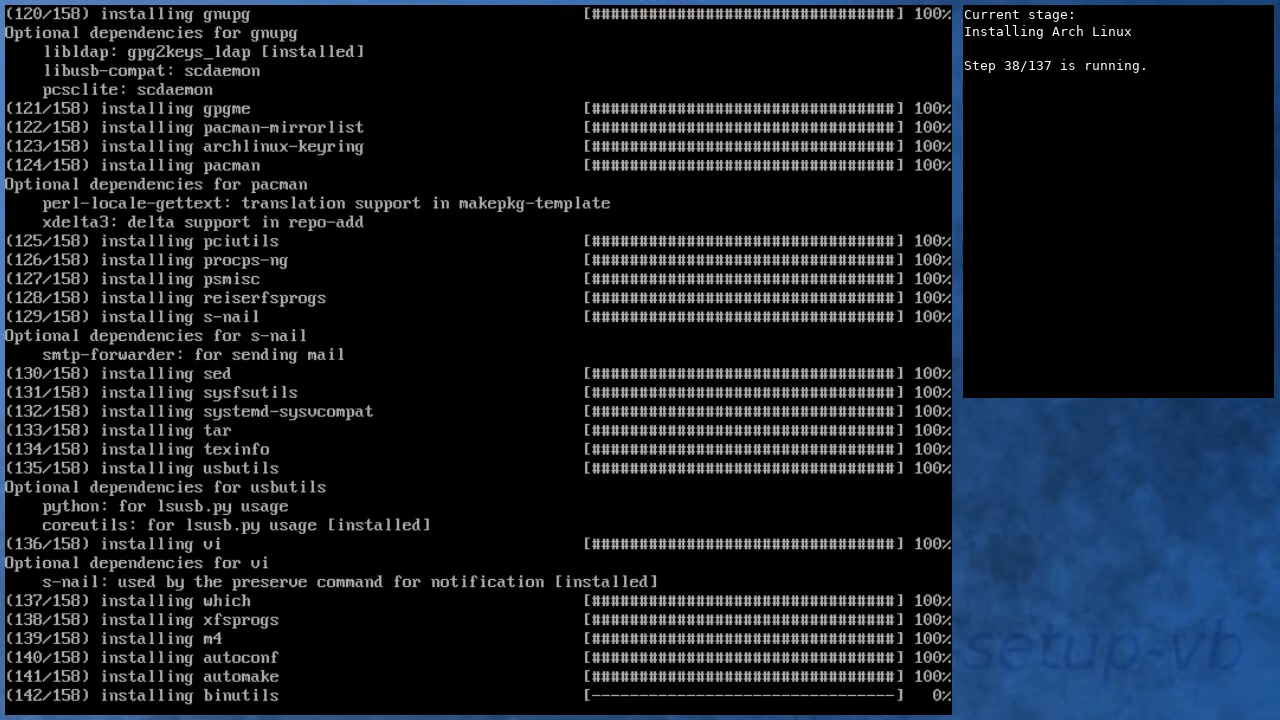 (120/158) installing gnupg [################################] 100%
Optional dependencies for gnupg
    libldap: gpg2keys_ldap [installed]
    libusb-compat: scdaemon
    pcsclite: scdaemon
(121/158) installing gpgme [################################] 100%
(122/158) installing pacman-mirrorlist [################################] 100%
(123/158) installing archlinux-keyring [################################] 100%
(124/158) installing pacman [################################] 100%
Optional dependencies for pacman
    perl-locale-gettext: translation support in makepkg-template
    xdelta3: delta support in repo-add
(125/158) installing pciutils [################################] 100%
(126/158) installing procps-ng [################################] 100%
(127/158) installing psmisc [################################] 100%
(128/158) installing reiserfsprogs [################################] 100%
(129/158) installing s-nail [################################] 100%
Optional dependencies for s-nail
    smtp-forwarder: for sending mail
(130/158) installing sed [################################] 100%
(131/158) installing sysfsutils [################################] 100%
(132/158) installing systemd-sysvcompat [################################] 100%
(133/158) installing tar [################################] 100%
(134/158) installing texinfo [################################] 100%
(135/158) installing usbutils [################################] 100%
Optional dependencies for usbutils
    python: for lsusb.py usage
    coreutils: for lsusb.py usage [installed]
(136/158) installing vi [################################] 100%
Optional dependencies for vi
    s-nail: used by the preserve command for notification [installed]
(137/158) installing which [################################] 100%
(138/158) installing xfsprogs [################################] 100%
(139/158) installing m4 [################################] 100%
(140/158) installing autoconf [################################] 100%
(141/158) installing automake [################################] 100%
(142/158) installing binutils [--------------------------------] 0%
Current stage:
Installing Arch Linux
Step 38/137 is running.
setup-vb